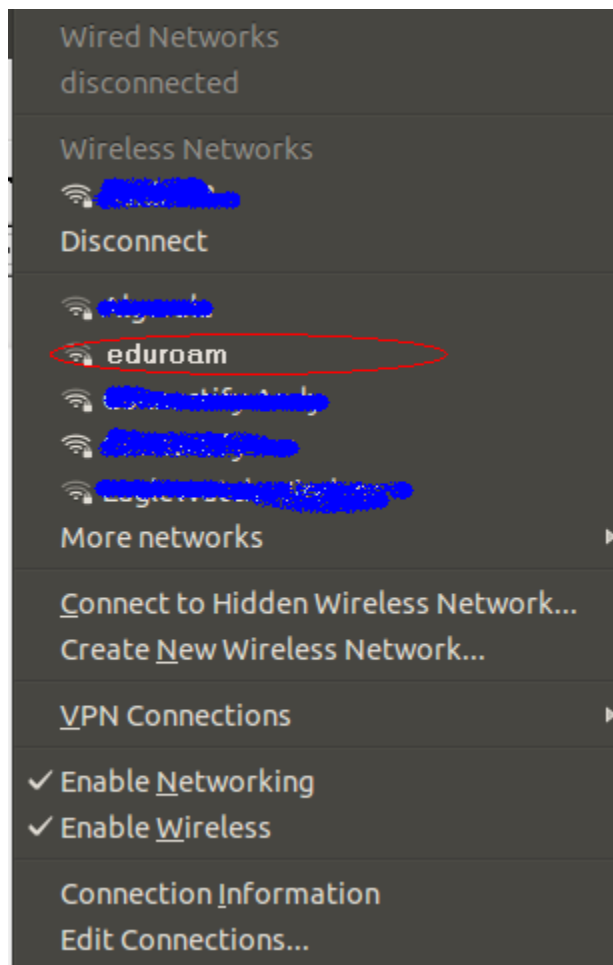 Wired Networks
disconnected
Wireless Networks
Disconnect
eduroam
More networks
Connect to Hidden Wireless Network...
Create New Wireless Network...
VPN Connections
Enable Networking
Enable Wireless
Connection Information
Edit Connections...